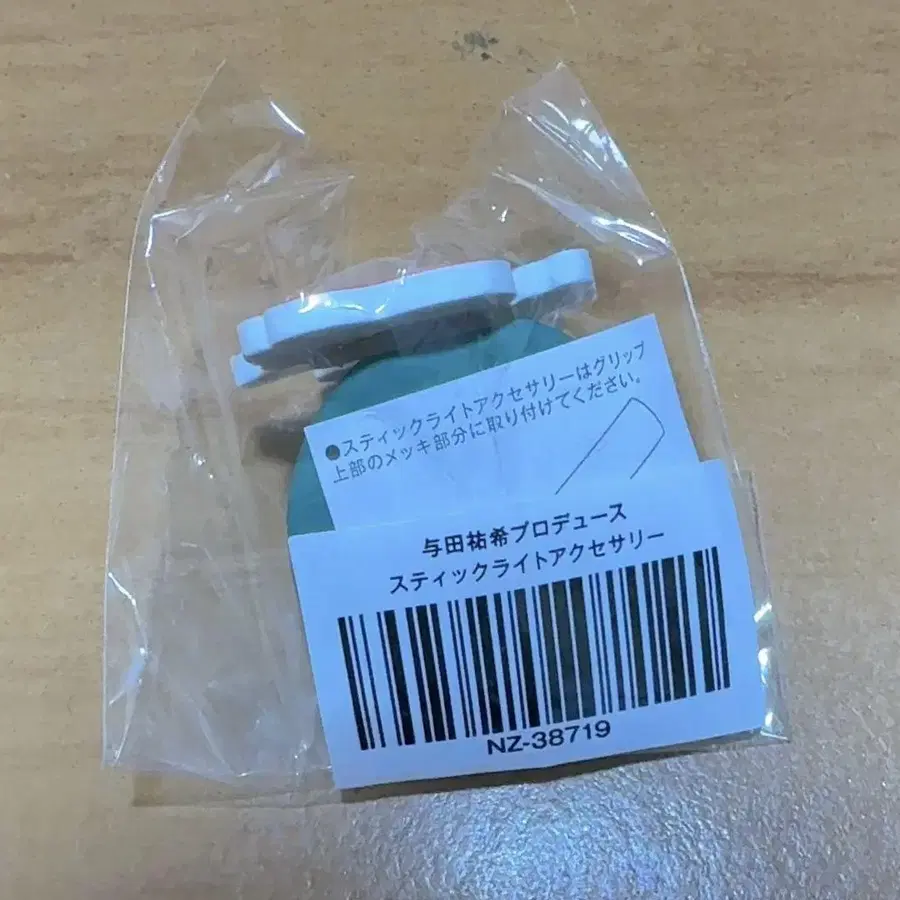 ●スティックライトアクセサリーはグリップ
上部のメッキ部分に取り付けてください。
与田祐希プロデュース
スティックライトアクセサリー
NZ-38719